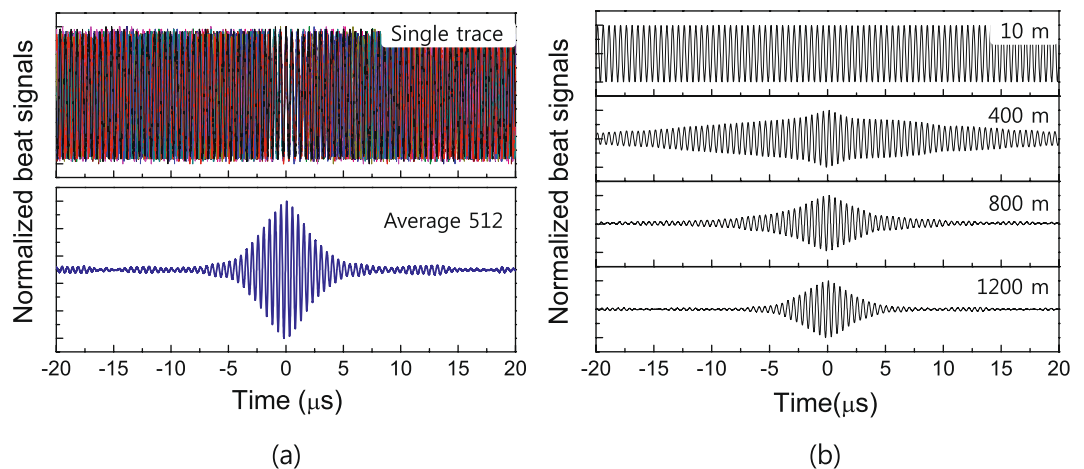 Normalized beat signals
Single trace
Average 512
-20 -15 -10 -5 0 5 10 15 20
Time (μs)
(a)
Normalized beat signals
10 m
400 m
800 m
1200 m
-20 -15 -10 -5 0 5 10 15 20
Time(μs)
(b)